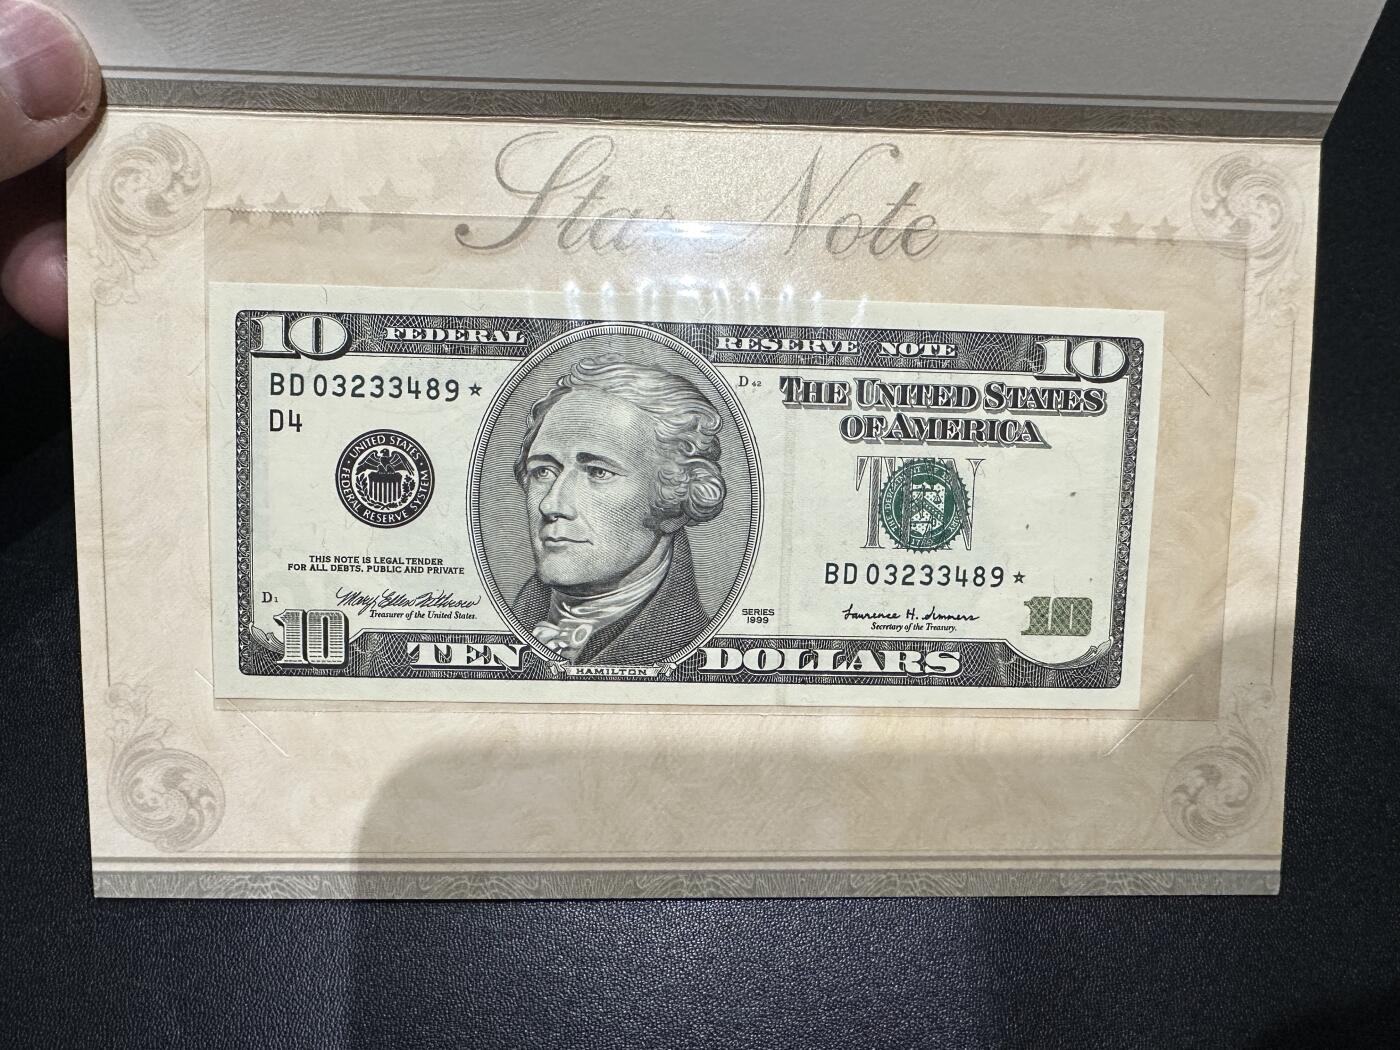 Star Note
10 FEDERAL RESERVE NOTE 10
BD 03233489 ★
D4
D 42
THE UNITED STATES
OF AMERICA
UNITED STATES
FEDERAL RESERVE SYSTEM
TEN
BD 03233489 ★
THIS NOTE IS LEGAL TENDER
FOR ALL DEBTS, PUBLIC AND PRIVATE
D 1
Treasurer of the United States.
SERIES
1999
Lawrence H. Summers
Secretary of the Treasury.
10
10
TEN DOLLARS
HAMILTON